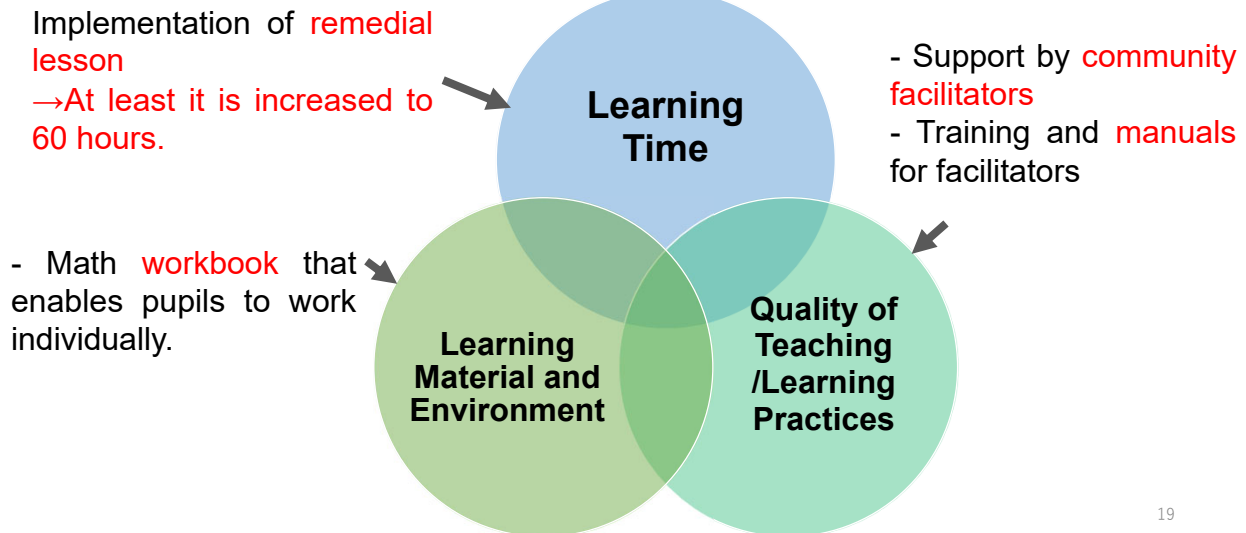 Implementation of remedial
lesson
→At least it is increased to
60 hours.
Learning
Time
- Support by community
facilitators
- Training and manuals
for facilitators
- Math workbook that
enables pupils to work
individually.
Learning
Material and
Environment
Quality of
Teaching
/Learning
Practices
19